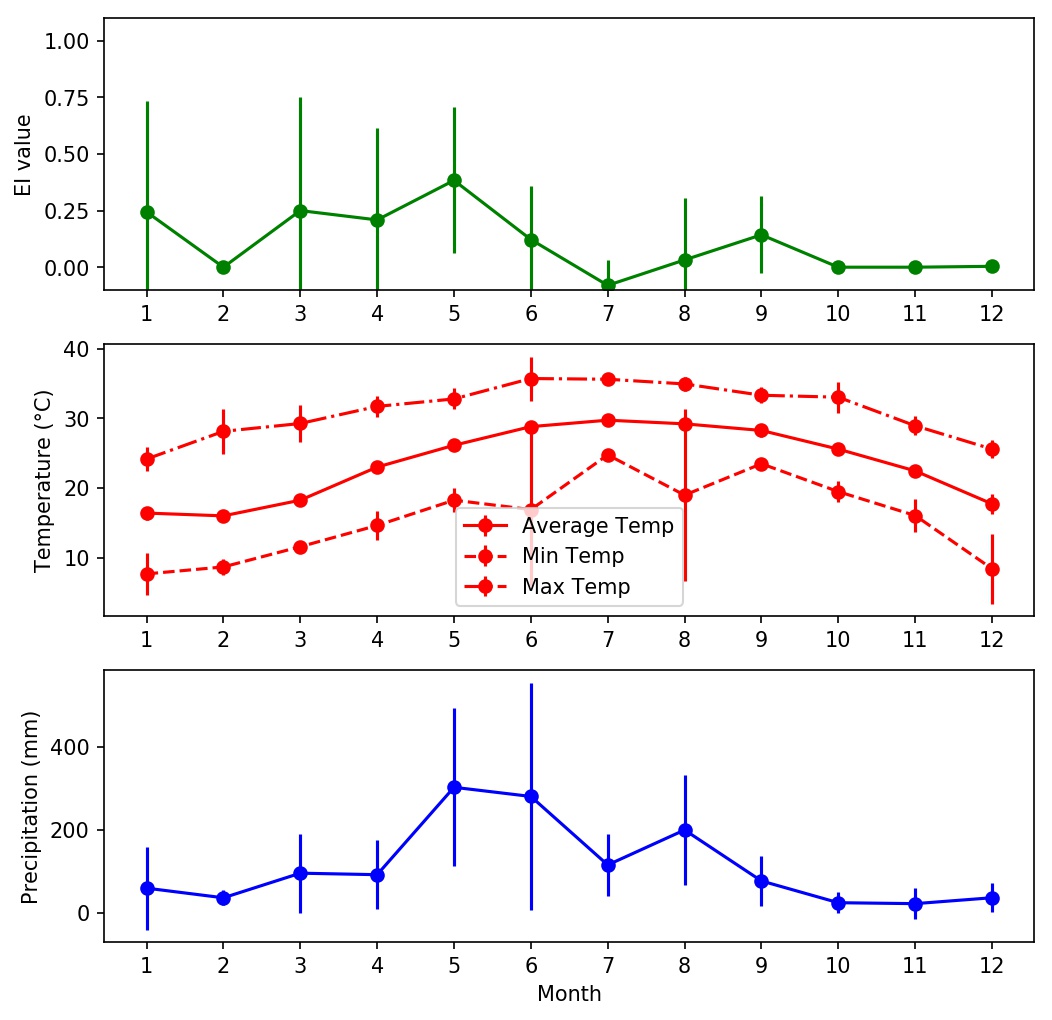 EI value
1.00
0.75
0.50
0.25
0.00
1 2 3 4 5 6 7 8 9 10 11 12
Temperature (°C)
40
30
20
10
Average Temp
Min Temp
Max Temp
1 2 3 4 5 6 7 8 9 10 11 12
Precipitation (mm)
400
200
0
1 2 3 4 5 6 7 8 9 10 11 12
Month